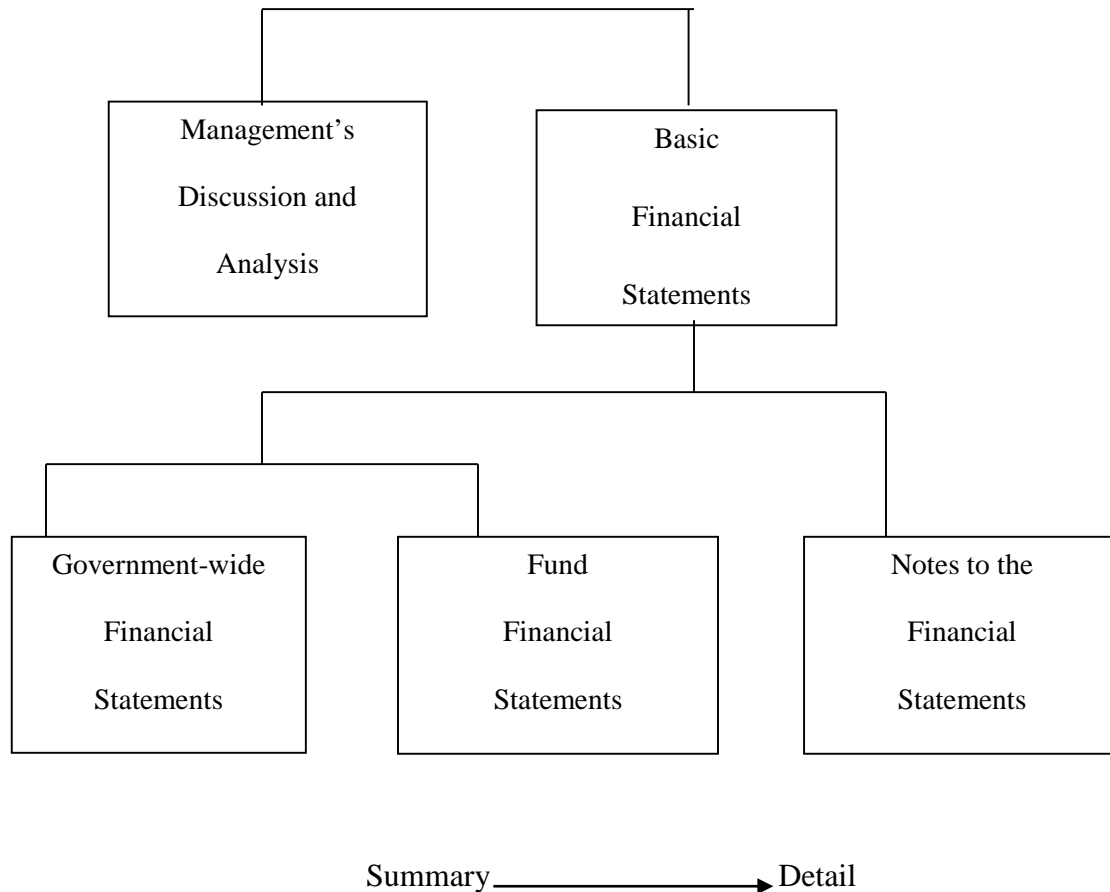 Management’s
Discussion and
Analysis
Basic
Financial
Statements
Government-wide
Financial
Statements
Fund
Financial
Statements
Notes to the
Financial
Statements
Summary Detail